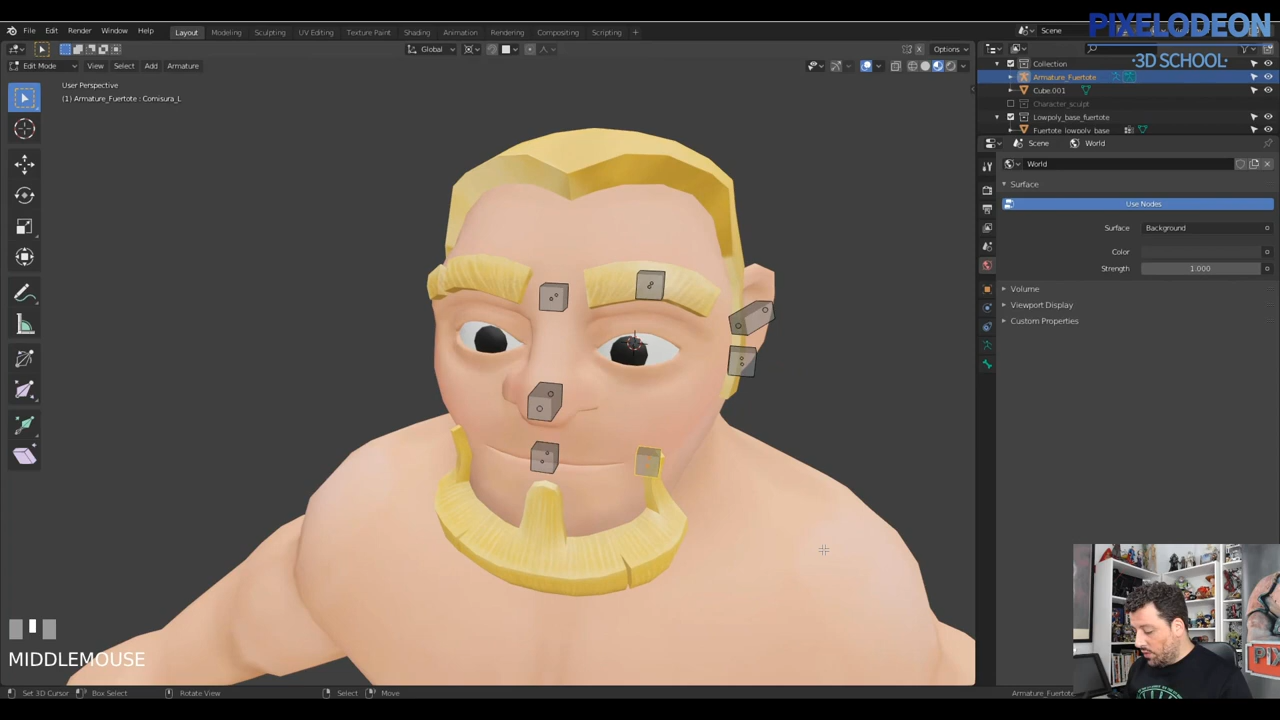 PIXELODEON
·3D SCHOOL·
File Edit Render Window Help
Layout Modeling Sculpting UV Editing Texture Paint Shading Animation Rendering Compositing Scripting +
Scene
Global
Options
Edit Mode View Select Add Armature
User Perspective
(1) Armature_Fuertote : Comisura_L
Collection
Armature_Fuertote
Cube.001
Character_sculpt
Lowpoly_base_fuertote
Fuertote_lowpoly_base
Scene World
World
Surface
Use Nodes
Surface Background
Color
Strength 1.000
Volume
Viewport Display
Custom Properties
MIDDLEMOUSE
Set 3D Cursor Box Select Rotate View Select Move
Armature_Fuertote